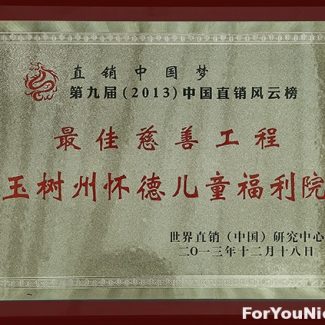 直销中国梦
第九届(2013)中国直销风云榜
最佳慈善工程
玉树州怀德儿童福利院
世界直销（中国）研究中心
二〇一三年十二月十八日
ForYouNic